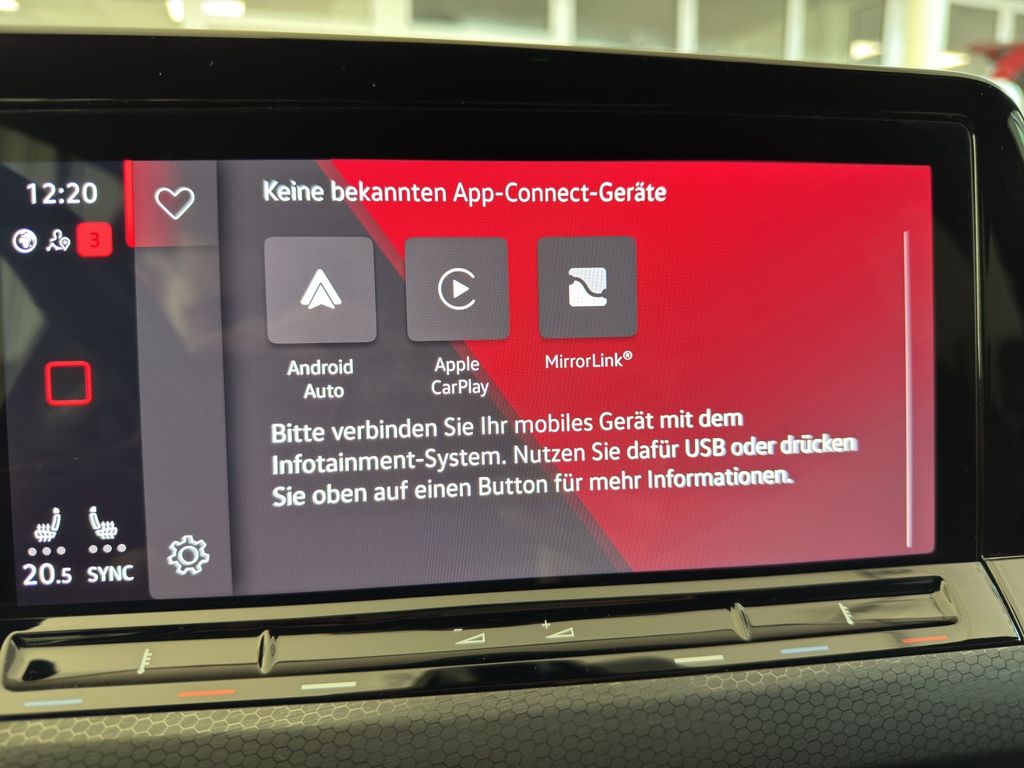 12:20
3
Keine bekannten App-Connect-Geräte
Android
Auto
Apple
CarPlay
MirrorLink®
Bitte verbinden Sie Ihr mobiles Gerät mit dem
Infotainment-System. Nutzen Sie dafür USB oder drücken
Sie oben auf einen Button für mehr Informationen.
20.5 SYNC
- +